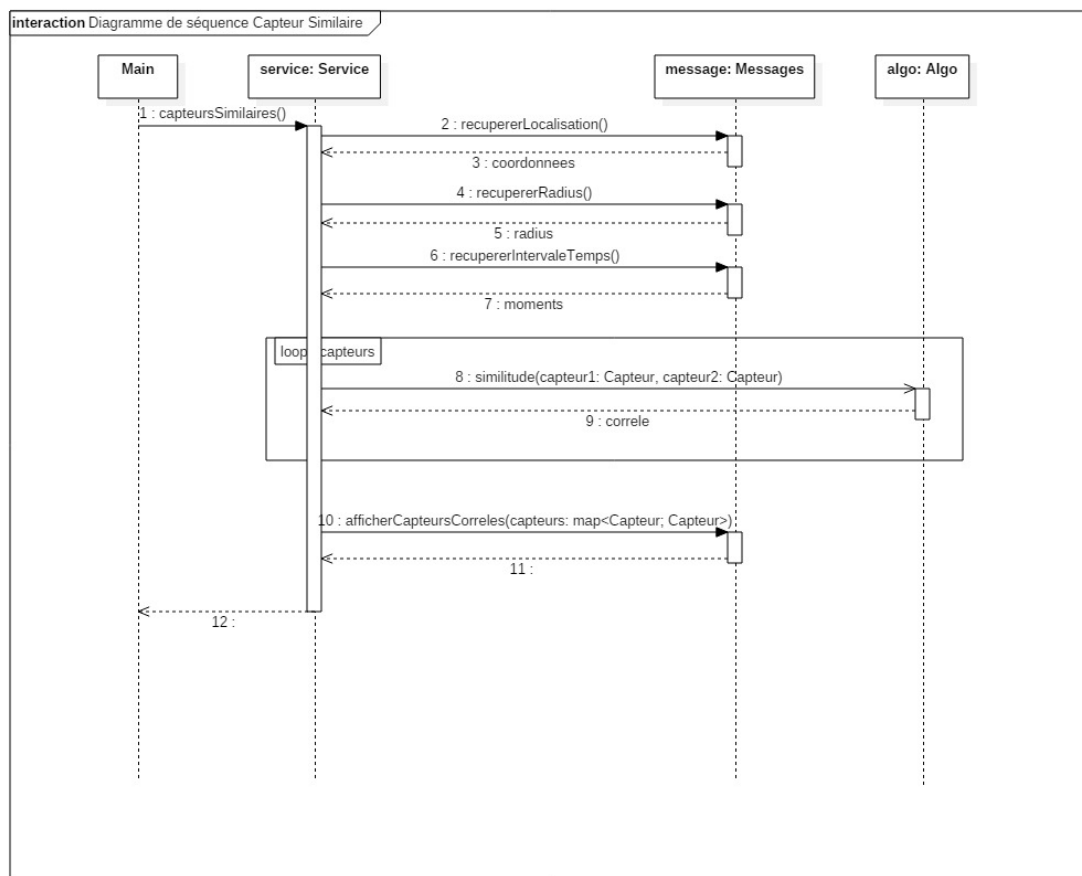 interaction Diagramme de séquence Capteur Similaire
Main
service: Service
message: Messages
algo: Algo
1 : capteursSimilaires()
2 : recupererLocalisation()
3 : coordonnees
4 : recupererRadius()
5 : radius
6 : recupererIntervaleTemps()
7 : moments
loop capteurs
8 : similitude(capteur1: Capteur, capteur2: Capteur)
9 : correle
10 : afficherCapteursCorreles(capteurs: map<Capteur; Capteur>)
11 :
12 :